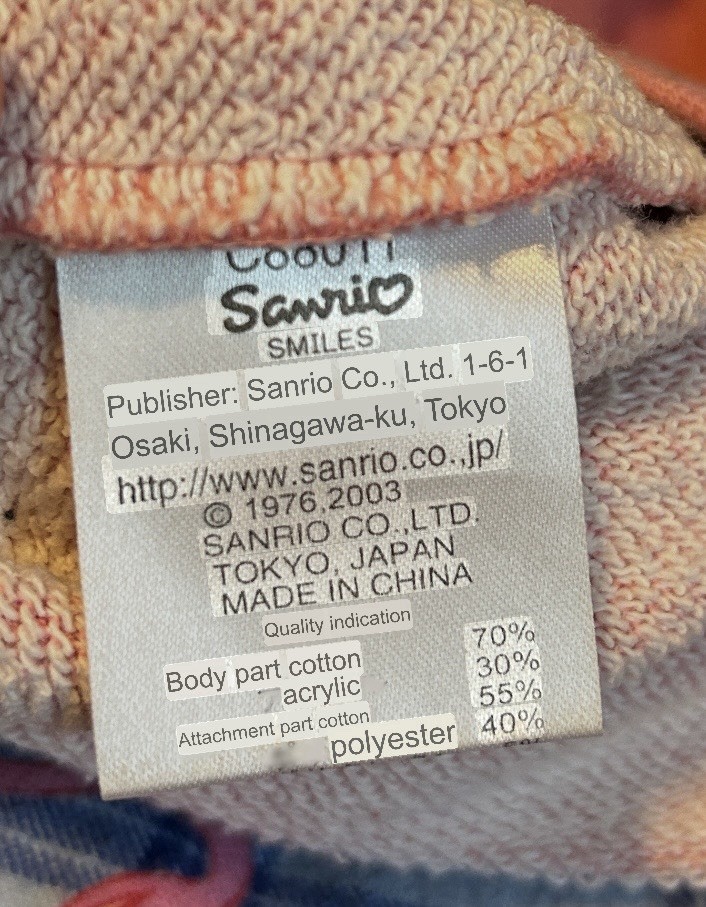 Sanrio
SMILES
Publisher: Sanrio Co., Ltd. 1-6-1
Osaki, Shinagawa-ku, Tokyo
http://www.sanrio.co.,jp/
© 1976,2003
SANRIO CO.,LTD.
TOKYO, JAPAN
MADE IN CHINA
Quality indication
Body part cotton 70%
acrylic 30%
Attachment part cotton 55%
polyester 40%